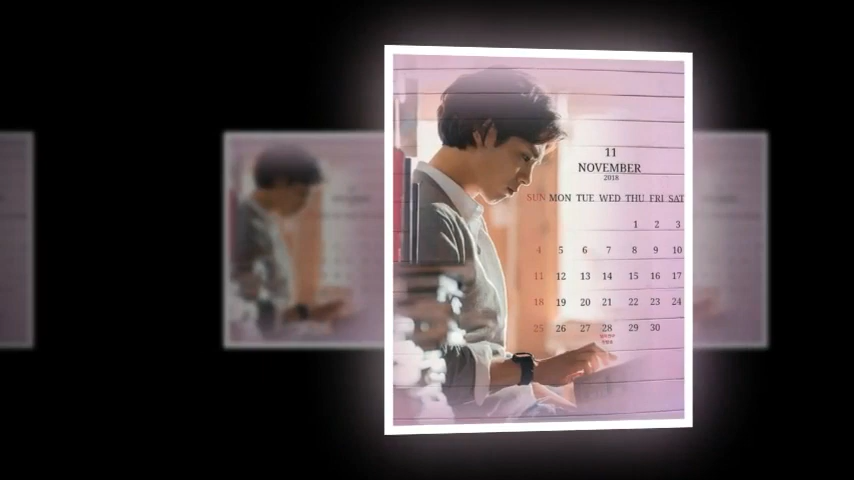 11
NOVEMBER
2018
SUN MON TUE WED THU FRI SAT
1 2 3
4 5 6 7 8 9 10
11 12 13 14 15 16 17
18 19 20 21 22 23 24
25 26 27 28 29 30